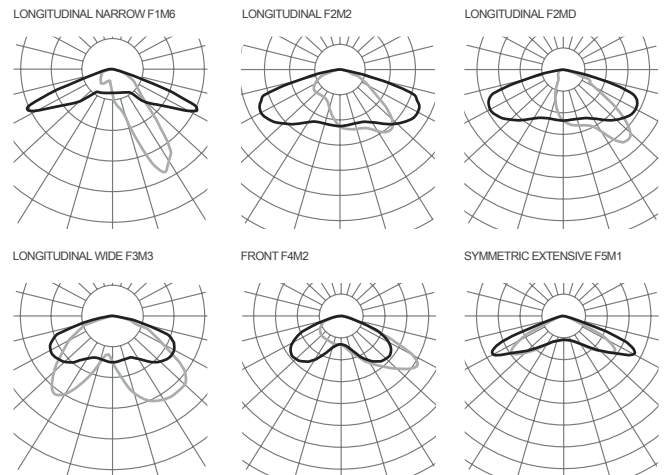 LONGITUDINAL NARROW F1M6
LONGITUDINAL F2M2
LONGITUDINAL F2MD
LONGITUDINAL WIDE F3M3
FRONT F4M2
SYMMETRIC EXTENSIVE F5M1